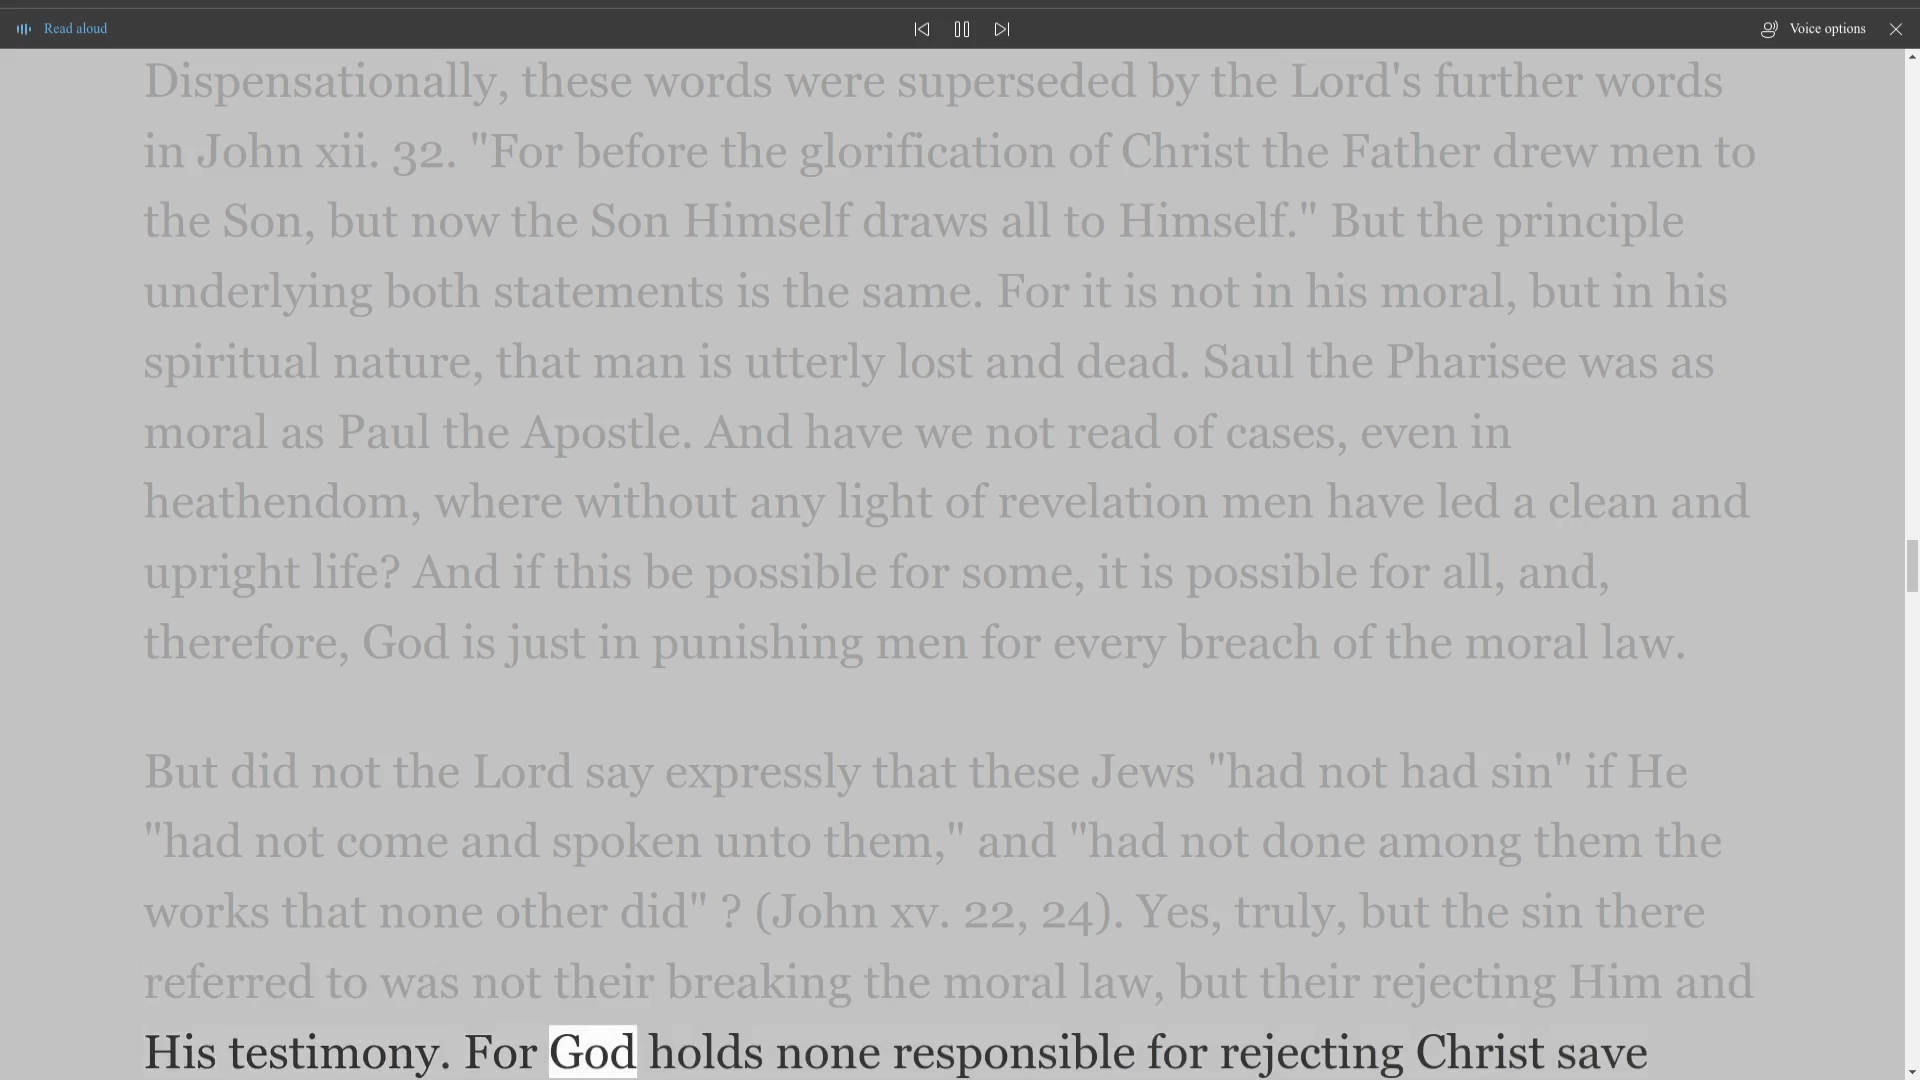 Read aloud
Voice options
Dispensationally, these words were superseded by the Lord's further words
in John xii. 32. "For before the glorification of Christ the Father drew men to
the Son, but now the Son Himself draws all to Himself." But the principle
underlying both statements is the same. For it is not in his moral, but in his
spiritual nature, that man is utterly lost and dead. Saul the Pharisee was as
moral as Paul the Apostle. And have we not read of cases, even in
heathendom, where without any light of revelation men have led a clean and
upright life? And if this be possible for some, it is possible for all, and,
therefore, God is just in punishing men for every breach of the moral law.
But did not the Lord say expressly that these Jews "had not had sin" if He
"had not come and spoken unto them," and "had not done among them the
works that none other did" ? (John xv. 22, 24). Yes, truly, but the sin there
referred to was not their breaking the moral law, but their rejecting Him and
His testimony. For God holds none responsible for rejecting Christ save